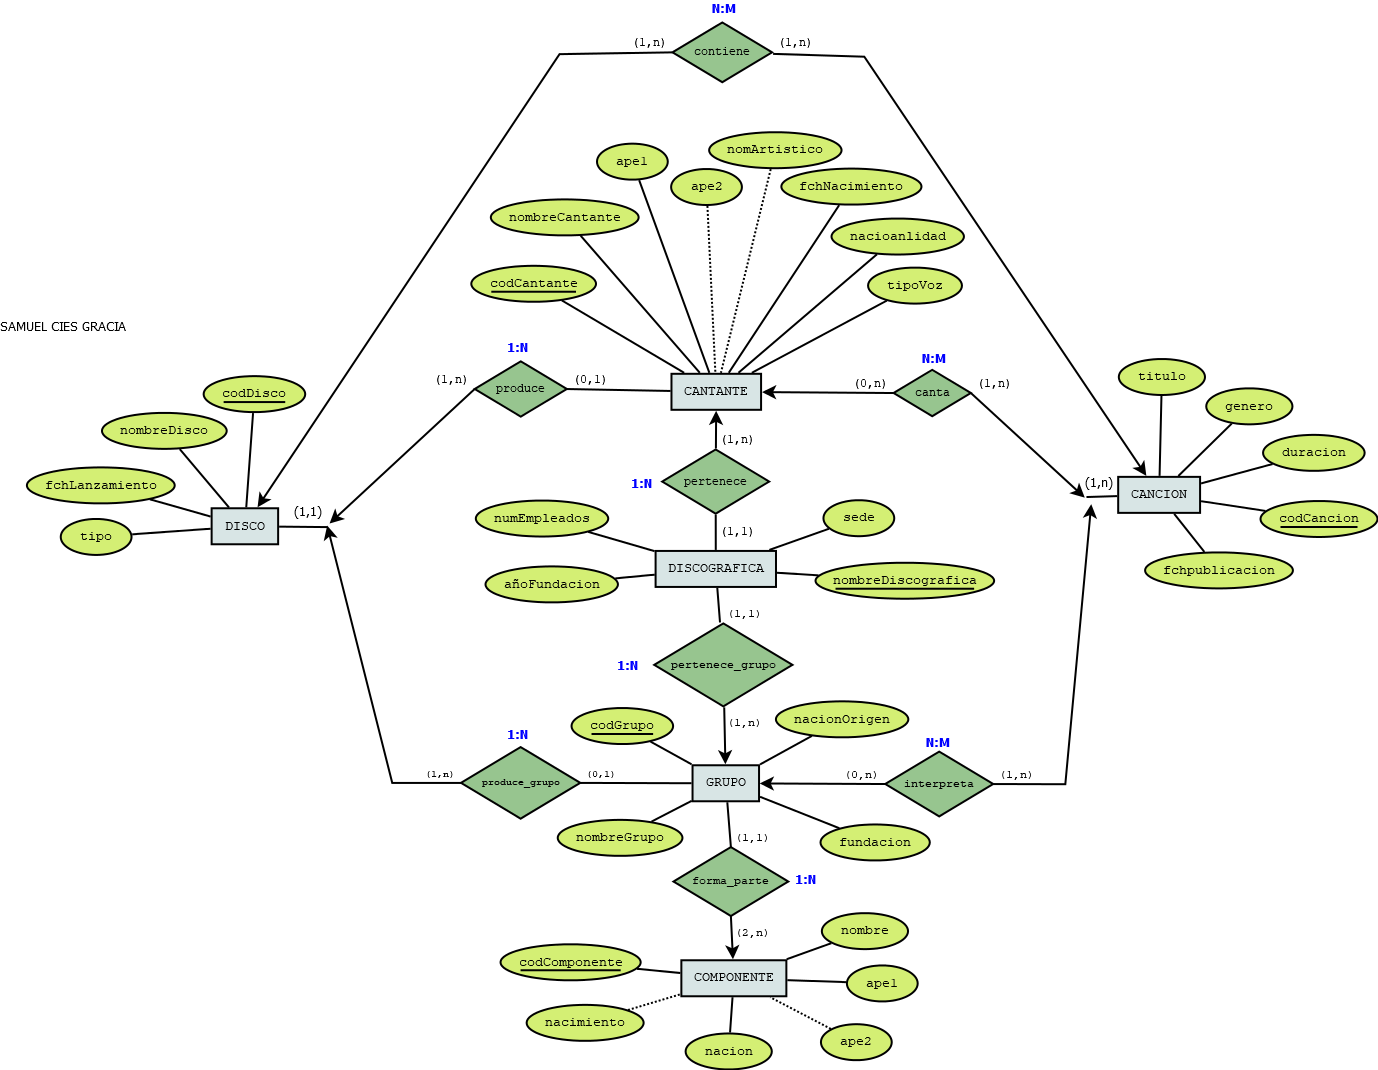 N:M
(1,n)
(1,n)
contiene
nomArtistico
ape1
ape2
fchNacimiento
nombreCantante
nacioanlidad
codCantante
tipoVoz
SAMUEL CIES GRACIA
1:N
N:M
(1,n)
produce
(0,1)
CANTANTE
(0,n)
canta
(1,n)
titulo
codDisco
genero
nombreDisco
(1,n)
duracion
fchLanzamiento
1:N
pertenece
(1,n)
CANCION
(1,1)
DISCO
tipo
numEmpleados
(1,1)
sede
codCancion
DISCOGRAFICA
añoFundacion
nombreDiscografica
fchpublicacion
(1,1)
1:N
pertenece_grupo
codGrupo
(1,n)
nacionOrigen
1:N
N:M
(1,n)
produce_grupo
(0,1)
GRUPO
(0,n)
interpreta
(1,n)
nombreGrupo
(1,1)
fundacion
forma_parte
1:N
(2,n)
nombre
codComponente
COMPONENTE
ape1
nacimiento
nacion
ape2